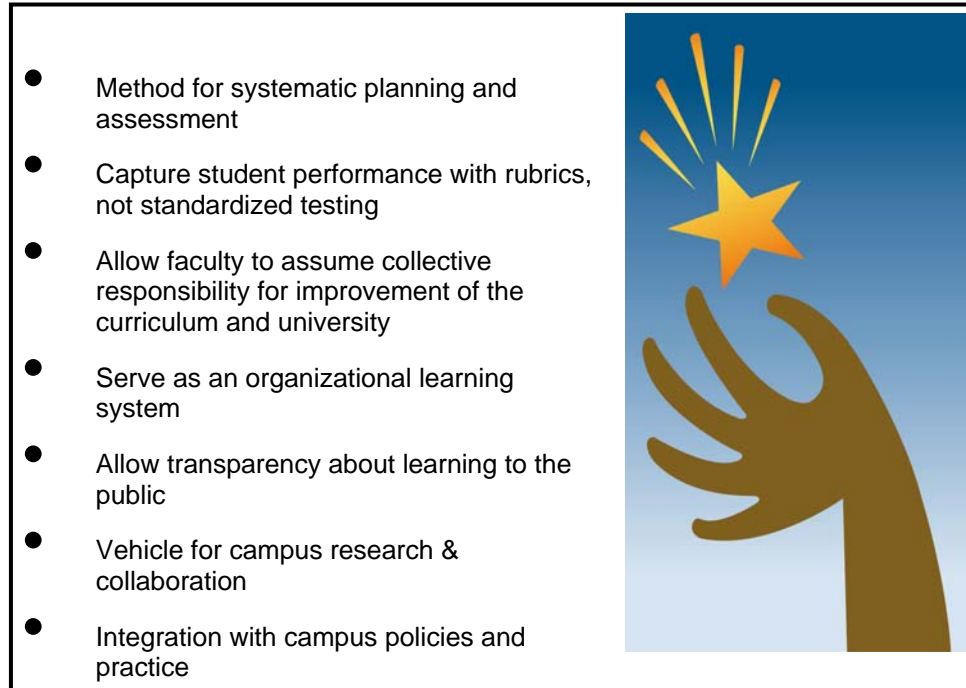 • Method for systematic planning and
assessment
• Capture student performance with rubrics,
not standardized testing
• Allow faculty to assume collective
responsibility for improvement of the
curriculum and university
• Serve as an organizational learning
system
• Allow transparency about learning to the
public
• Vehicle for campus research &
collaboration
• Integration with campus policies and
practice